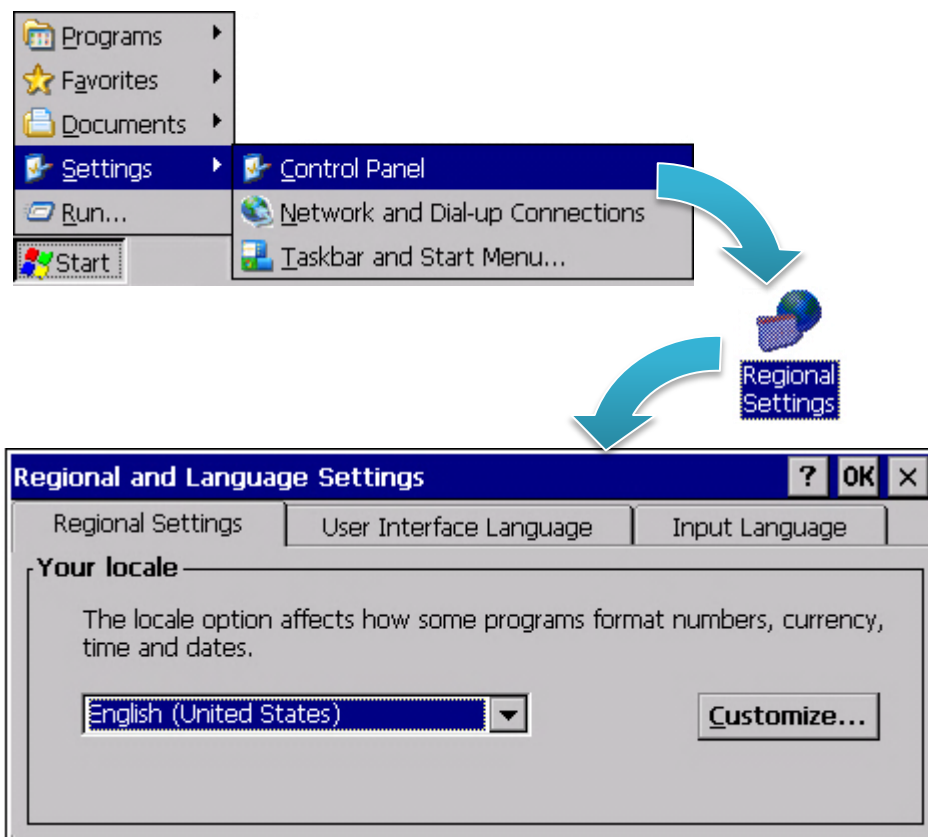 Programs
Favorites
Documents
Settings
Control Panel
Run...
Network and Dial-up Connections
Start
Taskbar and Start Menu...
Regional
Settings
Regional and Language Settings
? OK ×
Regional Settings
User Interface Language
Input Language
Your locale
The locale option affects how some programs format numbers, currency,
time and dates.
English (United States)
Customize...